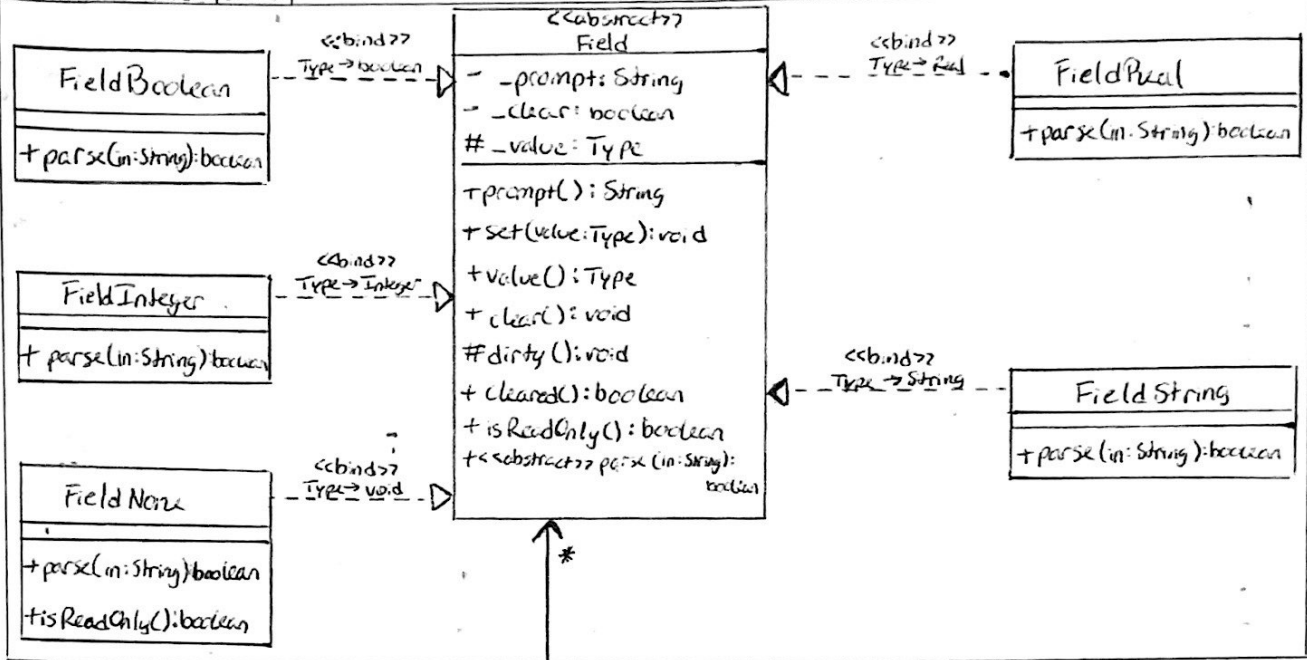 <<abstract>>
Field
- _prompt: String
- _clear: boolean
# _value: Type
+prompt(): String
+set(value:Type):void
+value(): Type
+ clear(): void
#dirty():void
+ cleared():boolean
+ isReadOnly(): boolean
+<<abstract>> parse(in:String):
boolean
*
<<bind>>
Type→boolean
FieldBoolean
+ parse(in:String):boolean
<<bind>>
Type→Integer
FieldInteger
+ parse(in:String):boolean
<<bind>>
Type→void
FieldNone
+parse(in:String):boolean
+isReadOnly():boolean
<<bind>>
Type→Real
FieldReal
+parse(in:String):boolean
<<bind>>
Type→String
FieldString
+parse(in:String):boolean